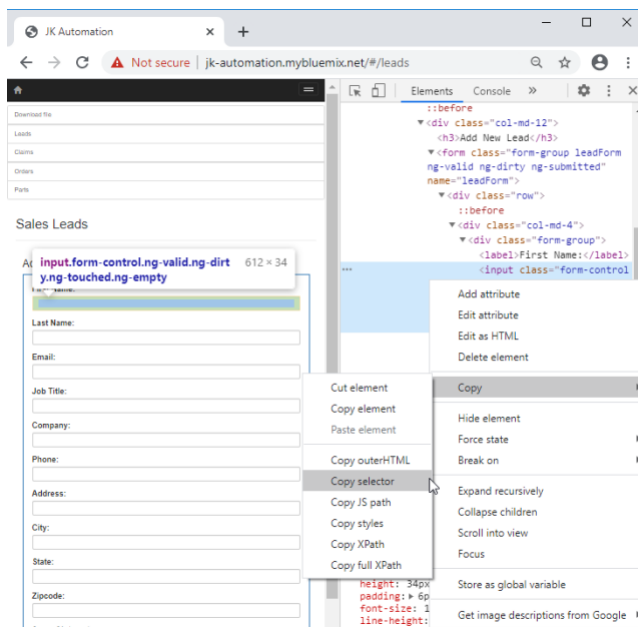 JK Automation
Not secure | jk-automation.mybluemix.net/#/leads
Download file
Leads
Claims
Orders
Parts
Sales Leads
input.form-control.ng-valid.ng-dirt
y.ng-touched.ng-empty
612 × 34
Last Name:
Email:
Job Title:
Company:
Phone:
Address:
City:
State:
Zipcode:
Elements Console »
::before
▼<div class="col-md-12">
<h3>Add New Lead</h3>
▼<form class="form-group leadForm
ng-valid ng-dirty ng-submitted"
name="leadForm">
▼<div class="row">
::before
▼<div class="col-md-4">
▼<div class="form-group">
<label>First Name:</label>
<input class="form-control
Add attribute
Edit attribute
Edit as HTML
Delete element
Copy
Hide element
Force state
Break on
Expand recursively
Collapse children
Scroll into view
Focus
Store as global variable
Get image descriptions from Google
Cut element
Copy element
Paste element
Copy outerHTML
Copy selector
Copy JS path
Copy styles
Copy XPath
Copy full XPath
height: 34px
padding:▶ 6p
font-size: 1
line-height: